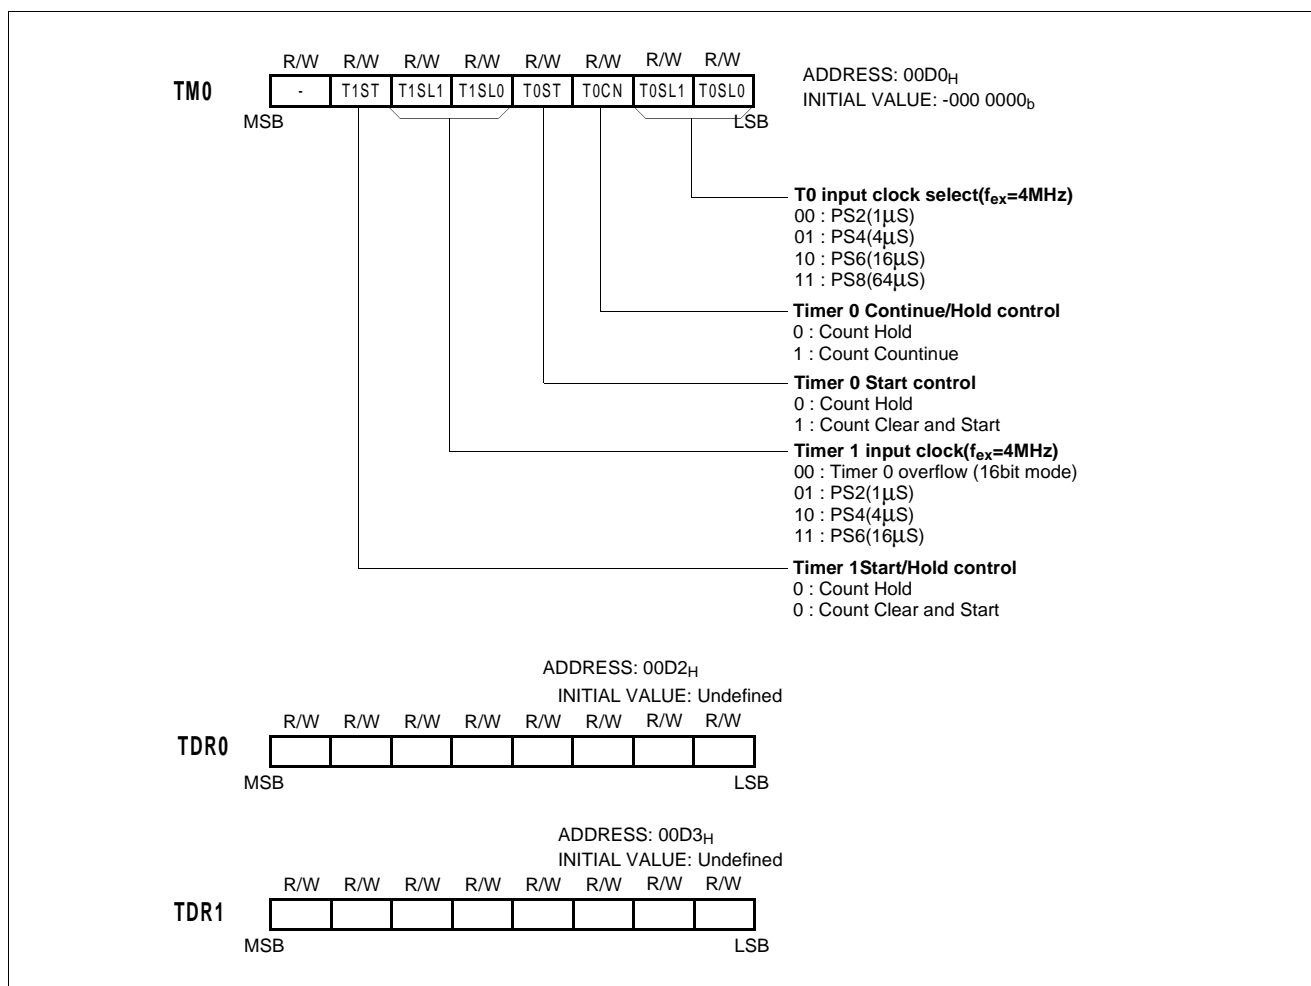 R/W R/W R/W R/W R/W R/W R/W R/W
TM0 - T1ST T1SL1 T1SL0 T0ST T0CN T0SL1 T0SL0
MSB LSB
ADDRESS: 00D0H
INITIAL VALUE: -000 0000b
T0 input clock select(fex=4MHz)
00 : PS2(1μS)
01 : PS4(4μS)
10 : PS6(16μS)
11 : PS8(64μS)
Timer 0 Continue/Hold control
0 : Count Hold
1 : Count Countinue
Timer 0 Start control
0 : Count Hold
1 : Count Clear and Start
Timer 1 input clock(fex=4MHz)
00 : Timer 0 overflow (16bit mode)
01 : PS2(1μS)
10 : PS4(4μS)
11 : PS6(16μS)
Timer 1Start/Hold control
0 : Count Hold
0 : Count Clear and Start
ADDRESS: 00D2H
INITIAL VALUE: Undefined
R/W R/W R/W R/W R/W R/W R/W R/W
TDR0
MSB LSB
ADDRESS: 00D3H
INITIAL VALUE: Undefined
R/W R/W R/W R/W R/W R/W R/W R/W
TDR1
MSB LSB